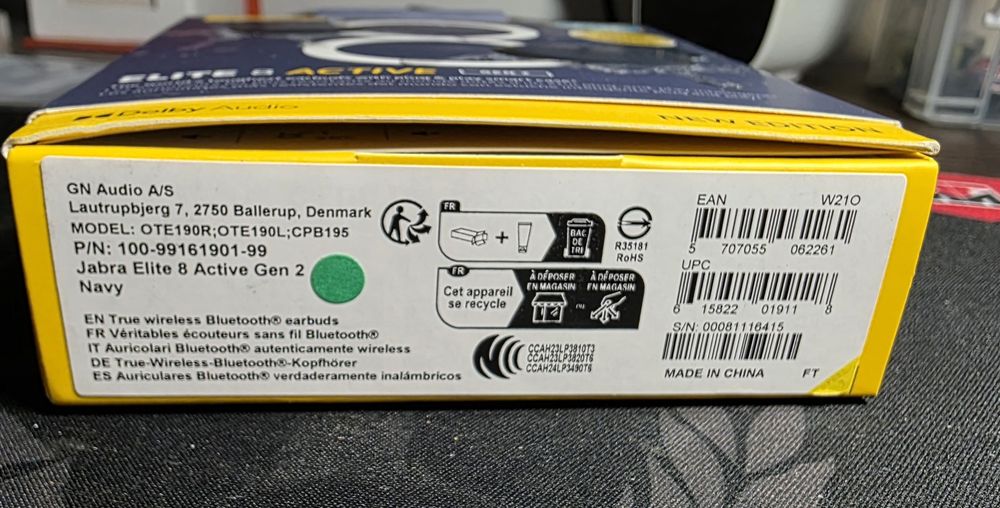 ELITE 8 ACTIVE GEN 2
Dolby Audio
NEW EDITION
GN Audio A/S
Lautrupbjerg 7, 2750 Ballerup, Denmark
MODEL: OTE190R;OTE190L;CPB195
P/N: 100-99161901-99
Jabra Elite 8 Active Gen 2
Navy
EN True wireless Bluetooth® earbuds
FR Véritables écouteurs sans fil Bluetooth®
IT Auricolari Bluetooth® autenticamente wireless
DE True-Wireless-Bluetooth®-Kopfhörer
ES Auriculares Bluetooth® verdaderamente inalámbricos
FR
+
BAC
DE
TRI
R35181
RoHS
FR
Cet appareil
se recycle
À DÉPOSER
EN MAGASIN
À DÉPOSER
EN MAGASIN
CCAH23LP3810T3
CCAH23LP3820T6
CCAH24LP3490T6
EAN W21O
5 707055 062261
UPC
6 15822 01911 8
S/N: 00081116415
MADE IN CHINA FT